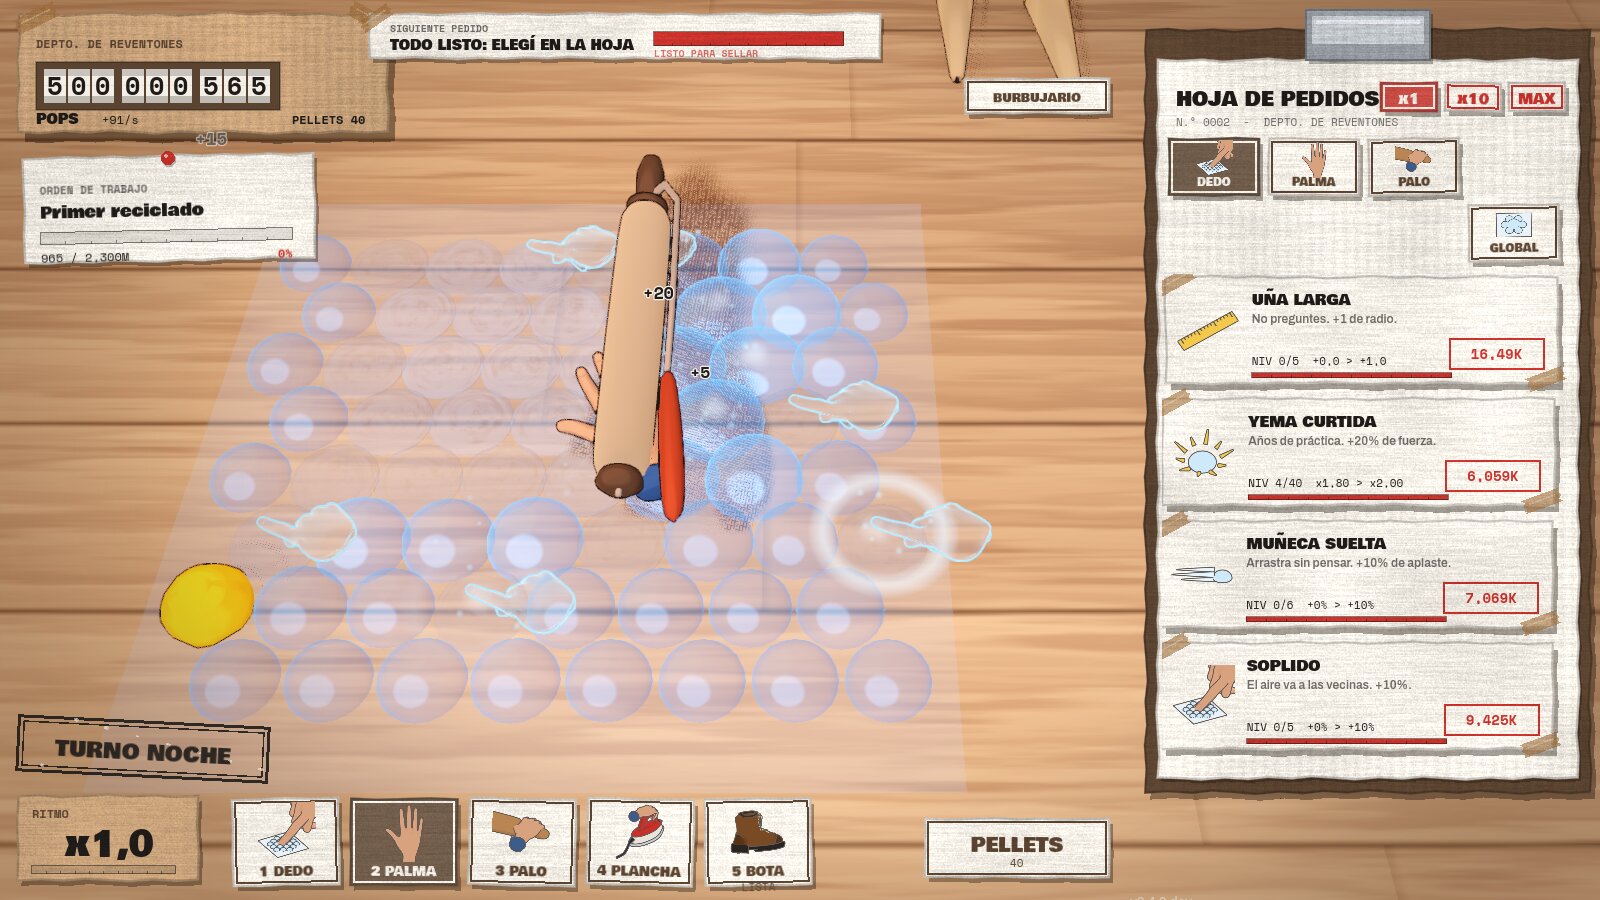 DEPTO. DE REVENTONES
500 000 565
POPS +91/s PELLETS 40
+15
SIGUIENTE PEDIDO
TODO LISTO: ELEGÍ EN LA HOJA
LISTO PARA SELLAR
BURBUJARIO
ORDEN DE TRABAJO
Primer reciclado
965 / 2,300M 0%
+20
+5
HOJA DE PEDIDOS x1 x10 MAX
N.° 0002 - DEPTO. DE REVENTONES
DEDO PALMA PALO
GLOBAL
UÑA LARGA
No preguntes. +1 de radio.
NIV 0/5 +0,0 > +1,0 16,49K
YEMA CURTIDA
Años de práctica. +20% de fuerza.
NIV 4/40 x1,80 > x2,00 6,059K
MUÑECA SUELTA
Arrastra sin pensar. +10% de aplaste.
NIV 0/6 +0% > +10% 7,069K
SOPLIDO
El aire va a las vecinas. +10%.
NIV 0/5 +0% > +10% 9,425K
TURNO NOCHE
RITMO
x1,0
1 DEDO 2 PALMA 3 PALO 4 PLANCHA 5 BOTA
LISTA
PELLETS
40